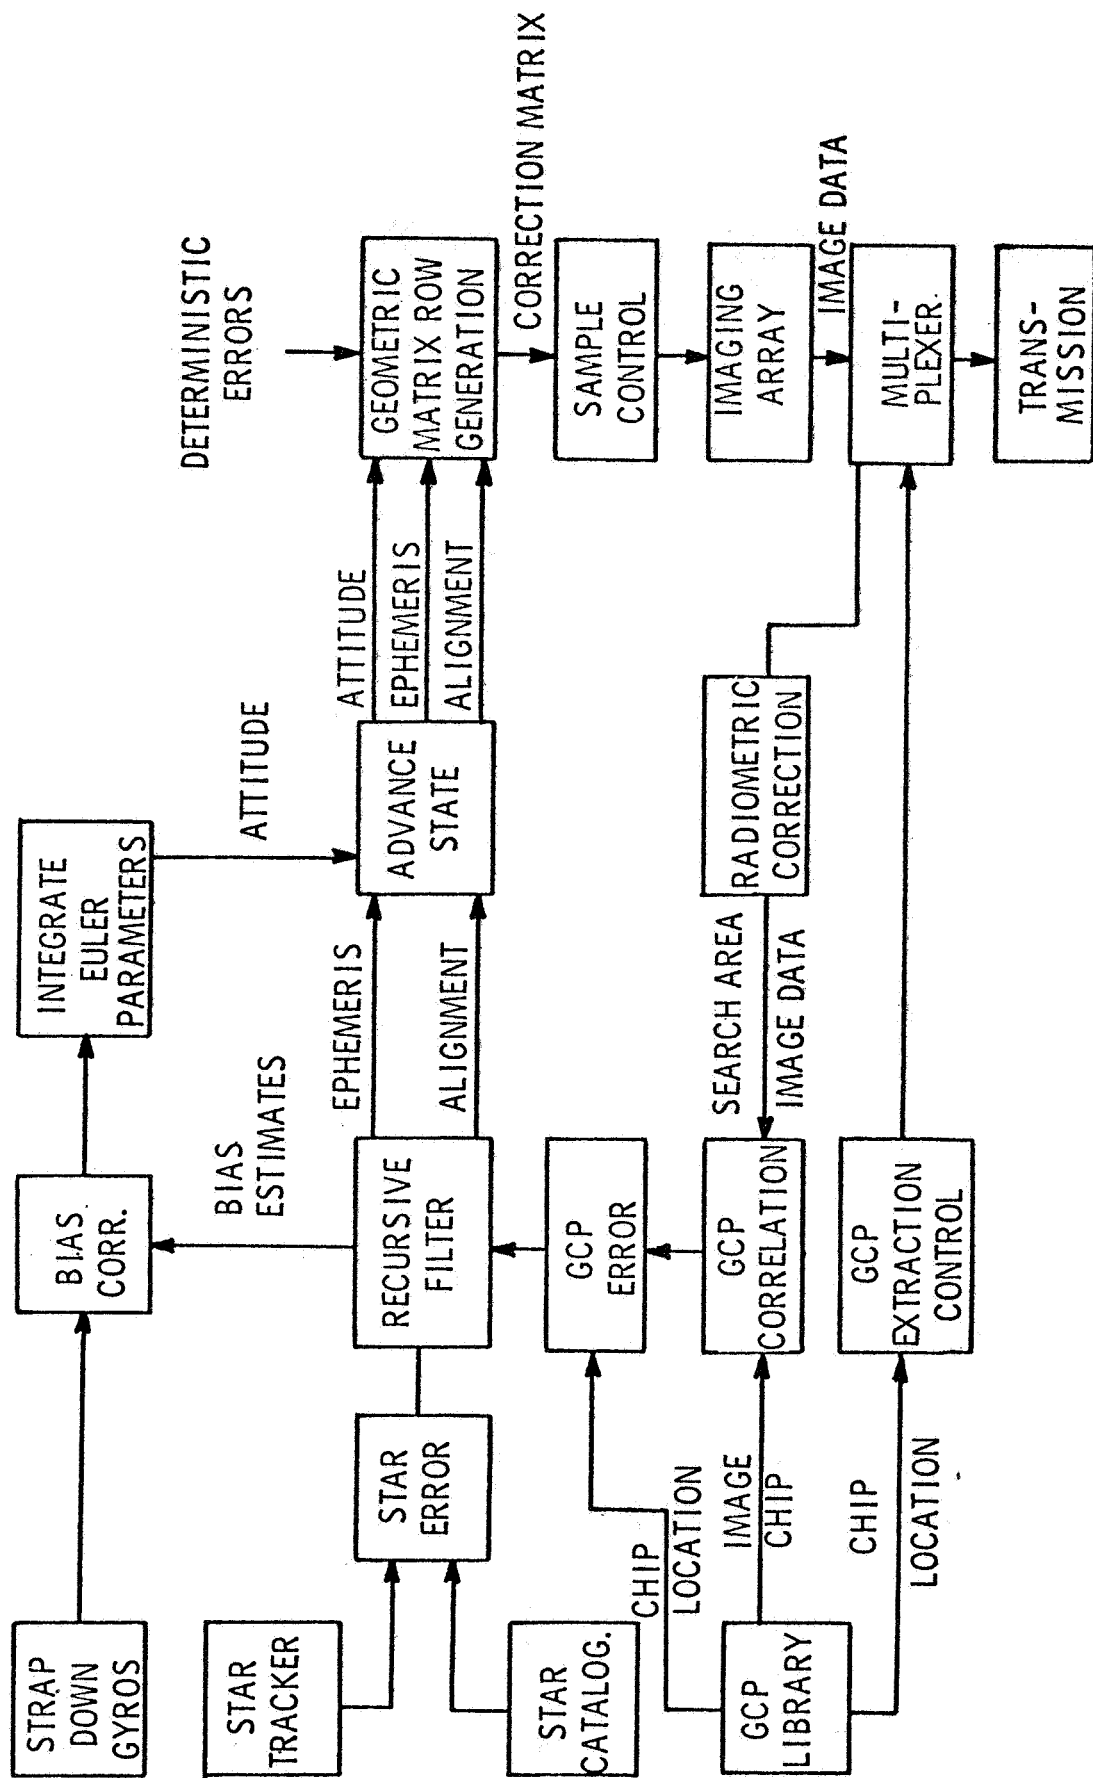 STRAP
DOWN
GYROS
BIAS.
CORR.
INTEGRATE
EULER
PARAMETERS
STAR
TRACKER
BIAS
ESTIMATES
ATTITUDE
DETERMINISTIC
ERRORS
STAR
ERROR
RECURSIVE
FILTER
EPHEMERIS
ALIGNMENT
ADVANCE
STATE
ATTITUDE
EPHEMERIS
ALIGNMENT
GEOMETRIC
MATRIX ROW
GENERATION
STAR
CATALOG.
CORRECTION MATRIX
CHIP
LOCATION
GCP
ERROR
SAMPLE
CONTROL
GCP
LIBRARY
IMAGE
CHIP
GCP
CORRELATION
SEARCH AREA
IMAGE DATA
RADIOMETRIC
CORRECTION
IMAGING
ARRAY
IMAGE DATA
CHIP
LOCATION
GCP
EXTRACTION
CONTROL
MULTI-
PLEXER.
TRANS-
MISSION